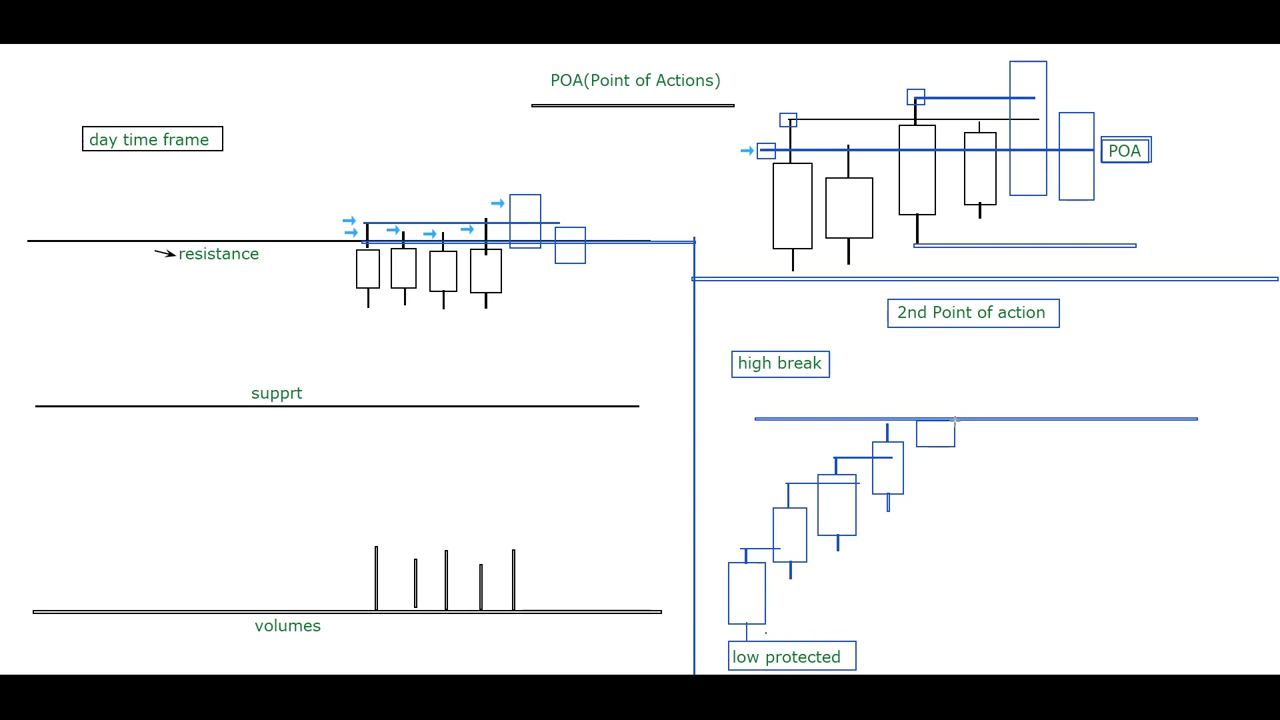 POA(Point of Actions)
day time frame
POA
resistance
2nd Point of action
high break
supprt
volumes
low protected